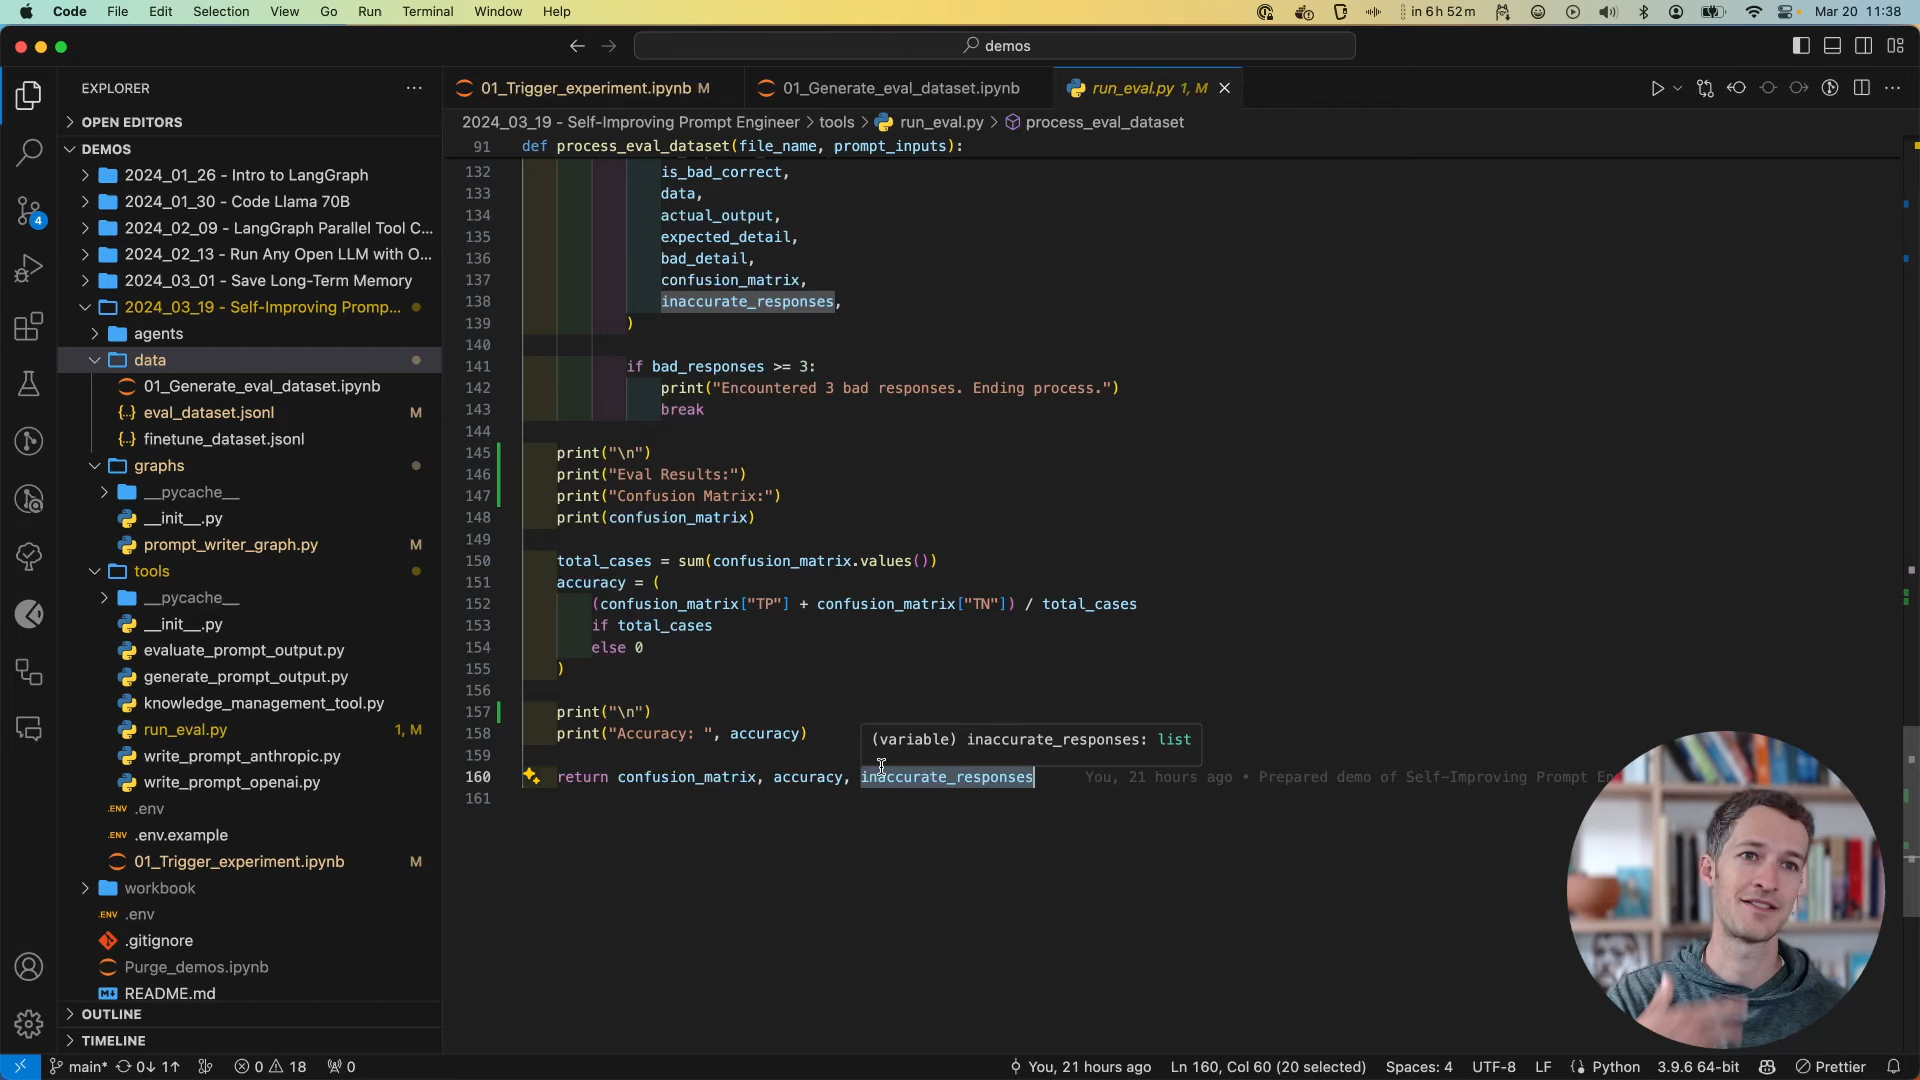 Code File Edit Selection View Go Run Terminal Window Help
in 6h 52m Mar 20 11:38
demos
EXPLORER
OPEN EDITORS
DEMOS
2024_01_26 - Intro to LangGraph
2024_01_30 - Code Llama 70B
2024_02_09 - LangGraph Parallel Tool C...
2024_02_13 - Run Any Open LLM with O...
2024_03_01 - Save Long-Term Memory
2024_03_19 - Self-Improving Promp...
agents
data
01_Generate_eval_dataset.ipynb
eval_dataset.jsonl M
finetune_dataset.jsonl
graphs
__pycache__
__init__.py
prompt_writer_graph.py M
tools
__pycache__
__init__.py
evaluate_prompt_output.py
generate_prompt_output.py
knowledge_management_tool.py
run_eval.py 1, M
write_prompt_anthropic.py
write_prompt_openai.py
.ENV .env
.ENV .env.example
01_Trigger_experiment.ipynb M
workbook
.ENV .env
.gitignore
Purge_demos.ipynb
README.md
OUTLINE
TIMELINE
4
01_Trigger_experiment.ipynb M
01_Generate_eval_dataset.ipynb
run_eval.py 1, M
2024_03_19 - Self-Improving Prompt Engineer > tools > run_eval.py > process_eval_dataset
91 def process_eval_dataset(file_name, prompt_inputs):
132 is_bad_correct,
133 data,
134 actual_output,
135 expected_detail,
136 bad_detail,
137 confusion_matrix,
138 inaccurate_responses,
139 )
140
141 if bad_responses >= 3:
142 print("Encountered 3 bad responses. Ending process.")
143 break
144
145 print("\n")
146 print("Eval Results:")
147 print("Confusion Matrix:")
148 print(confusion_matrix)
149
150 total_cases = sum(confusion_matrix.values())
151 accuracy = (
152 (confusion_matrix["TP"] + confusion_matrix["TN"]) / total_cases
153 if total_cases
154 else 0
155 )
156
157 print("\n")
158 print("Accuracy: ", accuracy)
(variable) inaccurate_responses: list
159
160 return confusion_matrix, accuracy, inaccurate_responses You, 21 hours ago • Prepared demo of Self-Improving Prompt En
161
main* 0↓ 1↑ 0 18 0
You, 21 hours ago Ln 160, Col 60 (20 selected) Spaces: 4 UTF-8 LF Python 3.9.6 64-bit Prettier